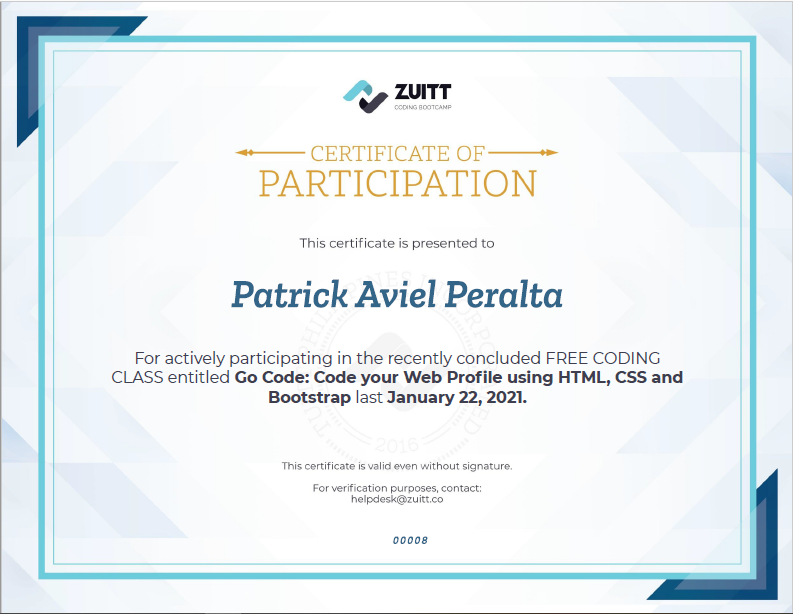 ZUITT
CODING BOOTCAMP
CERTIFICATE OF
PARTICIPATION
This certificate is presented to
Patrick Aviel Peralta
For actively participating in the recently concluded FREE CODING
CLASS entitled Go Code: Code your Web Profile using HTML, CSS and
Bootstrap last January 22, 2021.
2016
This certificate is valid even without signature.
For verification purposes, contact:
helpdesk@zuitt.co
00008